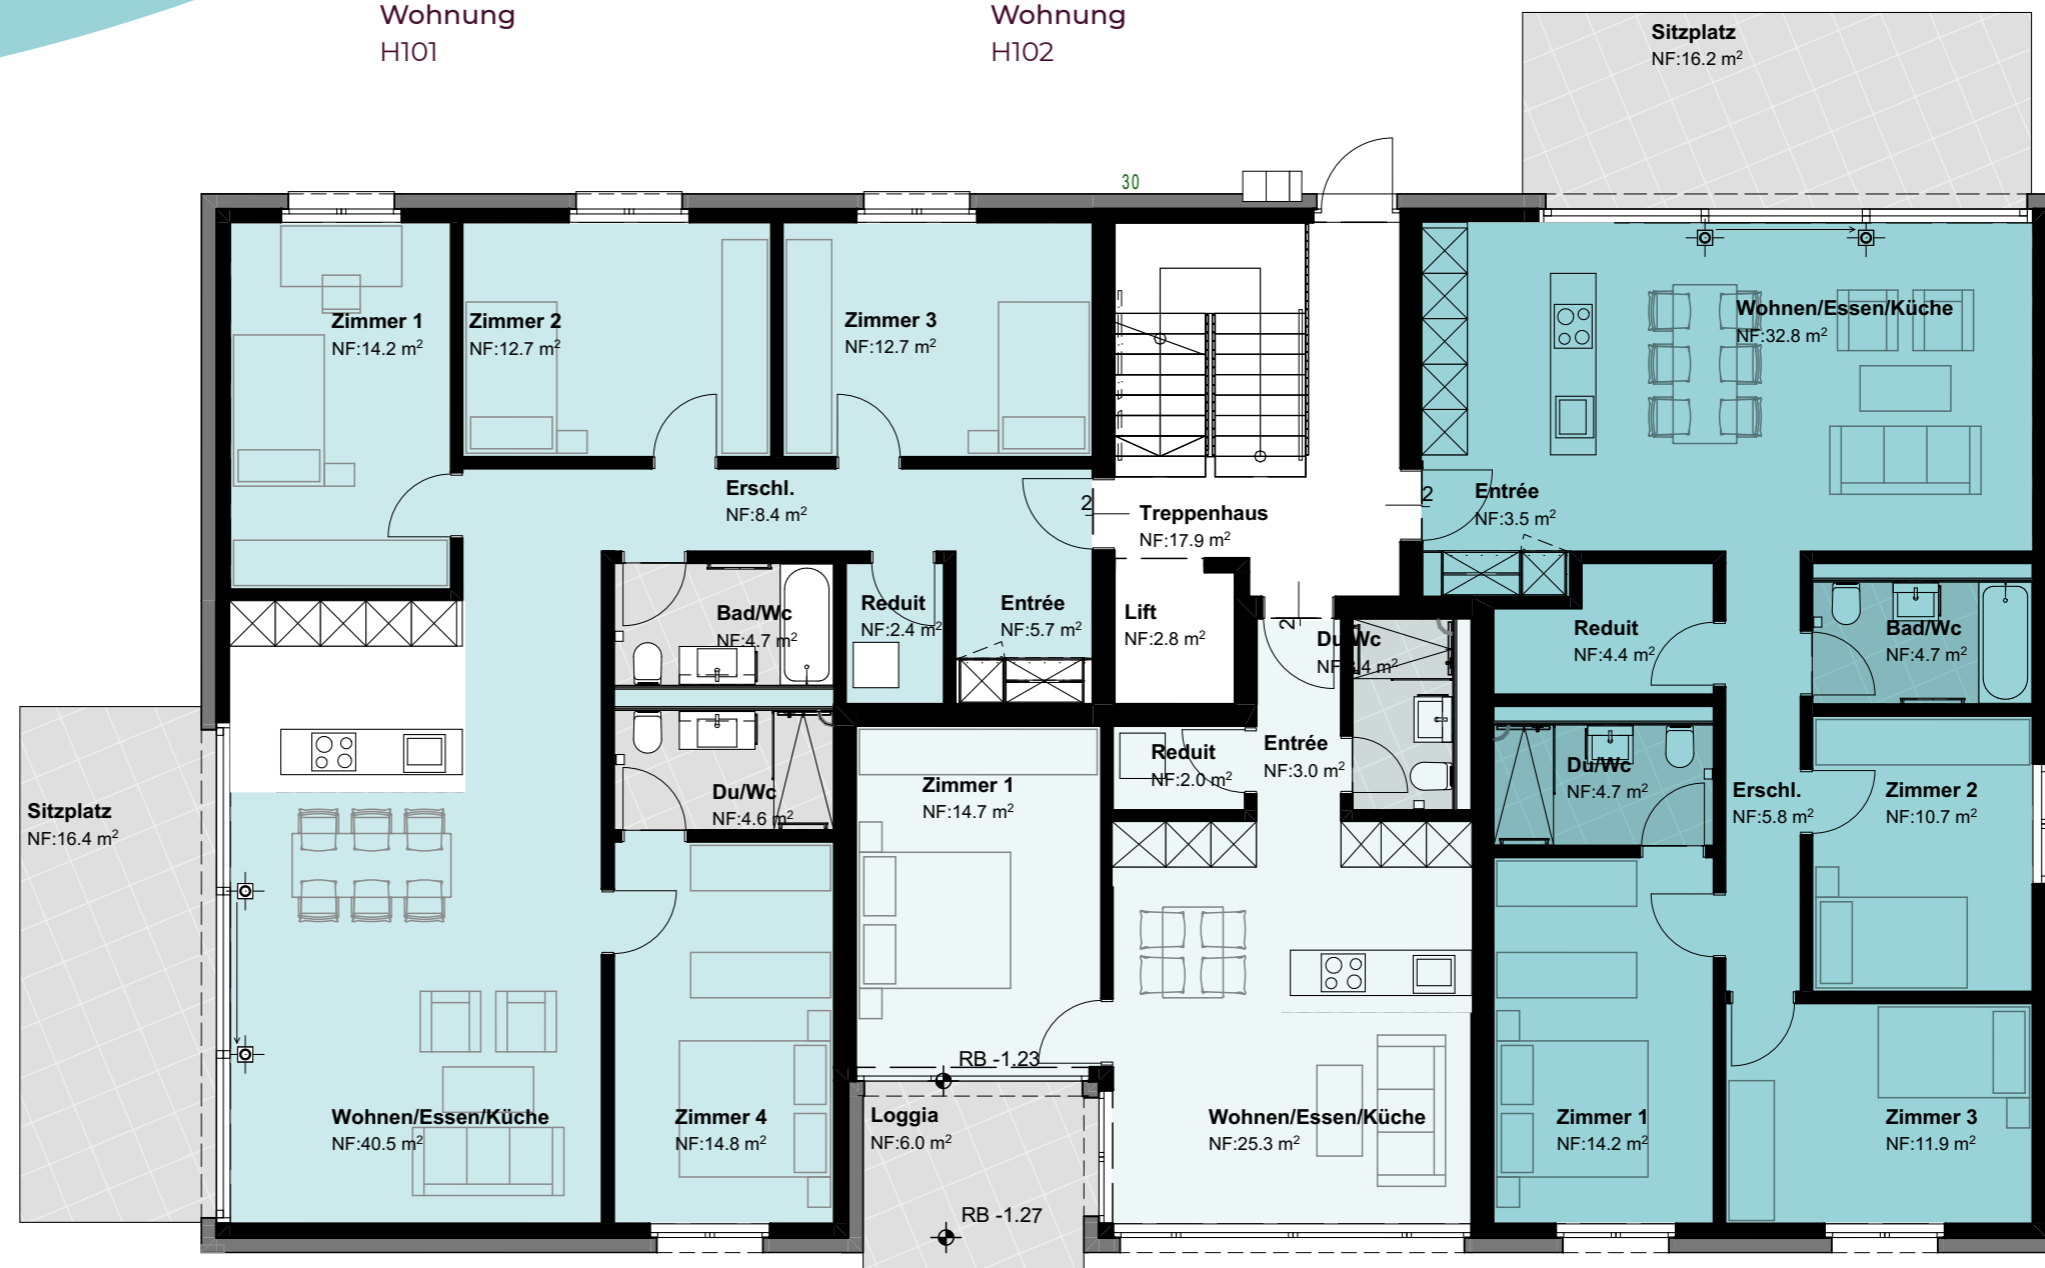 Wohnung
H101
Wohnung
H102
Sitzplatz
NF:16.2 m²
30
Zimmer 1
NF:14.2 m²
Zimmer 2
NF:12.7 m²
Zimmer 3
NF:12.7 m²
Wohnen/Essen/Küche
NF:32.8 m²
Erschl.
NF:8.4 m²
2
Treppenhaus
NF:17.9 m²
2
Entrée
NF:3.5 m²
Bad/Wc
NF:4.7 m²
Reduit
NF:2.4 m²
Entrée
NF:5.7 m²
Lift
NF:2.8 m²
2
Du/Wc
Reduit
NF:4.4 m²
Bad/Wc
NF:4.7 m²
Sitzplatz
NF:16.4 m²
Du/Wc
NF:4.6 m²
Zimmer 1
NF:14.7 m²
Reduit
NF:2.0 m²
Entrée
NF:3.0 m²
Du/Wc
NF:4.7 m²
Erschl.
NF:5.8 m²
Zimmer 2
NF:10.7 m²
RB -1.23
Wohnen/Essen/Küche
NF:40.5 m²
Zimmer 4
NF:14.8 m²
Loggia
NF:6.0 m²
Wohnen/Essen/Küche
NF:25.3 m²
Zimmer 1
NF:14.2 m²
Zimmer 3
NF:11.9 m²
RB -1.27